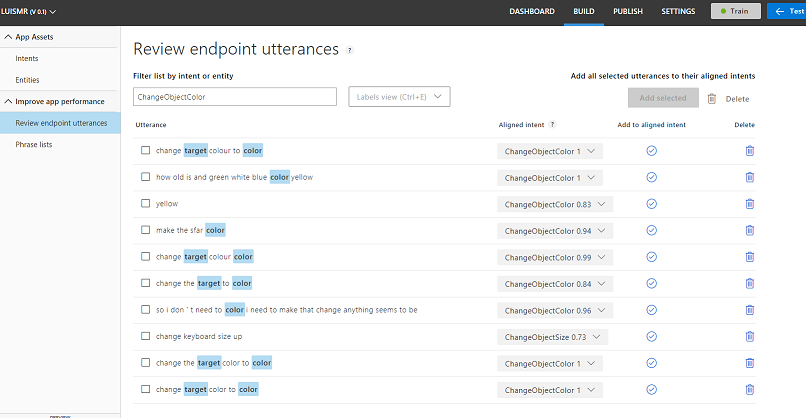 LUISMR (V 0.1)
DASHBOARD BUILD PUBLISH SETTINGS Train Test
App Assets
Intents
Entities
Improve app performance
Review endpoint utterances
Phrase lists
Review endpoint utterances ?
Filter list by intent or entity
Add all selected utterances to their aligned intents
ChangeObjectColor Labels view (Ctrl+E) Add selected Delete
Utterance Aligned intent ? Add to aligned intent Delete
change target colour to color ChangeObjectColor 1
how old is and green white blue color yellow ChangeObjectColor 1
yellow ChangeObjectColor 0.83
make the sfar color ChangeObjectColor 0.94
change target colour color ChangeObjectColor 0.99
change the target to color ChangeObjectColor 0.84
so i don ' t need to color i need to make that change anything seems to be ChangeObjectColor 0.96
change keyboard size up ChangeObjectSize 0.73
change the target color to color ChangeObjectColor 1
change target color to color ChangeObjectColor 1